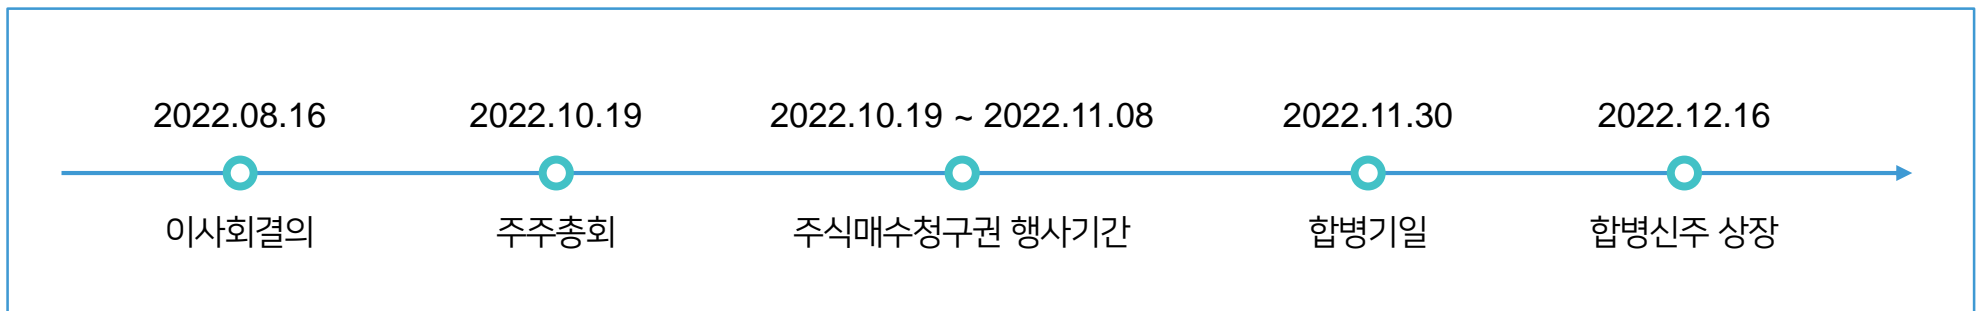 2022.08.16 2022.10.19 2022.10.19 ~ 2022.11.08 2022.11.30 2022.12.16
이사회결의 주주총회 주식매수청구권 행사기간 합병기일 합병신주 상장